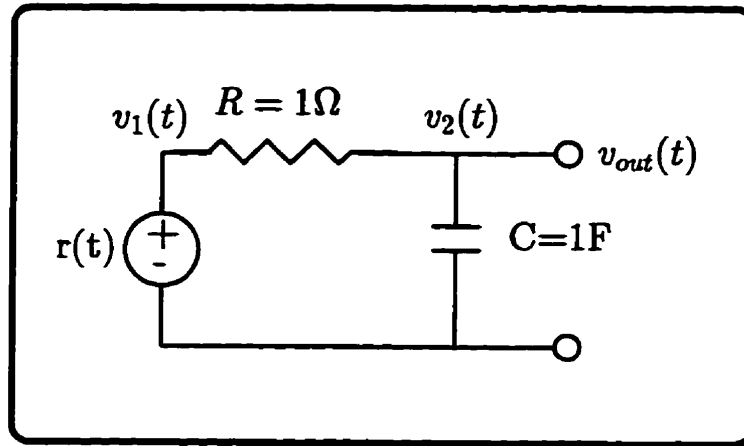 R = 1Ω
v₁(t)
v₂(t)
vₒᵤₜ(t)
r(t)
+
-
C=1F